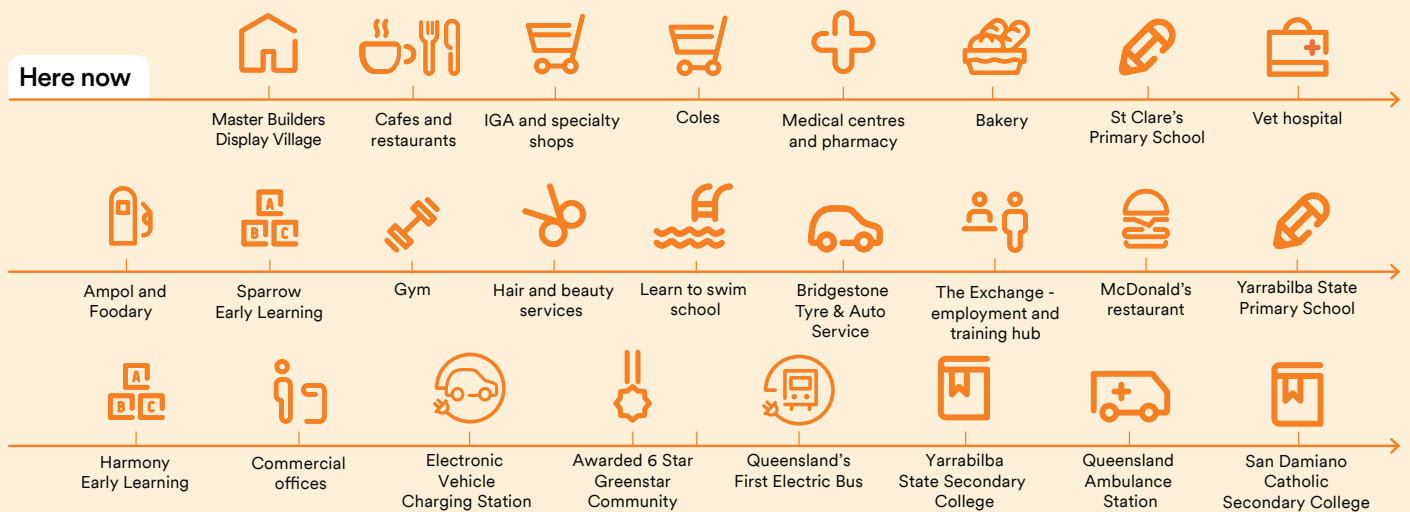 Here now
Master Builders
Display Village
Cafes and
restaurants
IGA and specialty
shops
Coles
Medical centres
and pharmacy
Bakery
St Clare's
Primary School
Vet hospital
A
B C
Ampol and
Foodary
Sparrow
Early Learning
Gym
Hair and beauty
services
Learn to swim
school
Bridgestone
Tyre & Auto
Service
The Exchange -
employment and
training hub
McDonald's
restaurant
Yarrabilba State
Primary School
A
B C
Harmony
Early Learning
Commercial
offices
Electronic
Vehicle
Charging Station
Awarded 6 Star
Greenstar
Community
Queensland's
First Electric Bus
Yarrabilba
State Secondary
College
Queensland
Ambulance
Station
San Damiano
Catholic
Secondary College